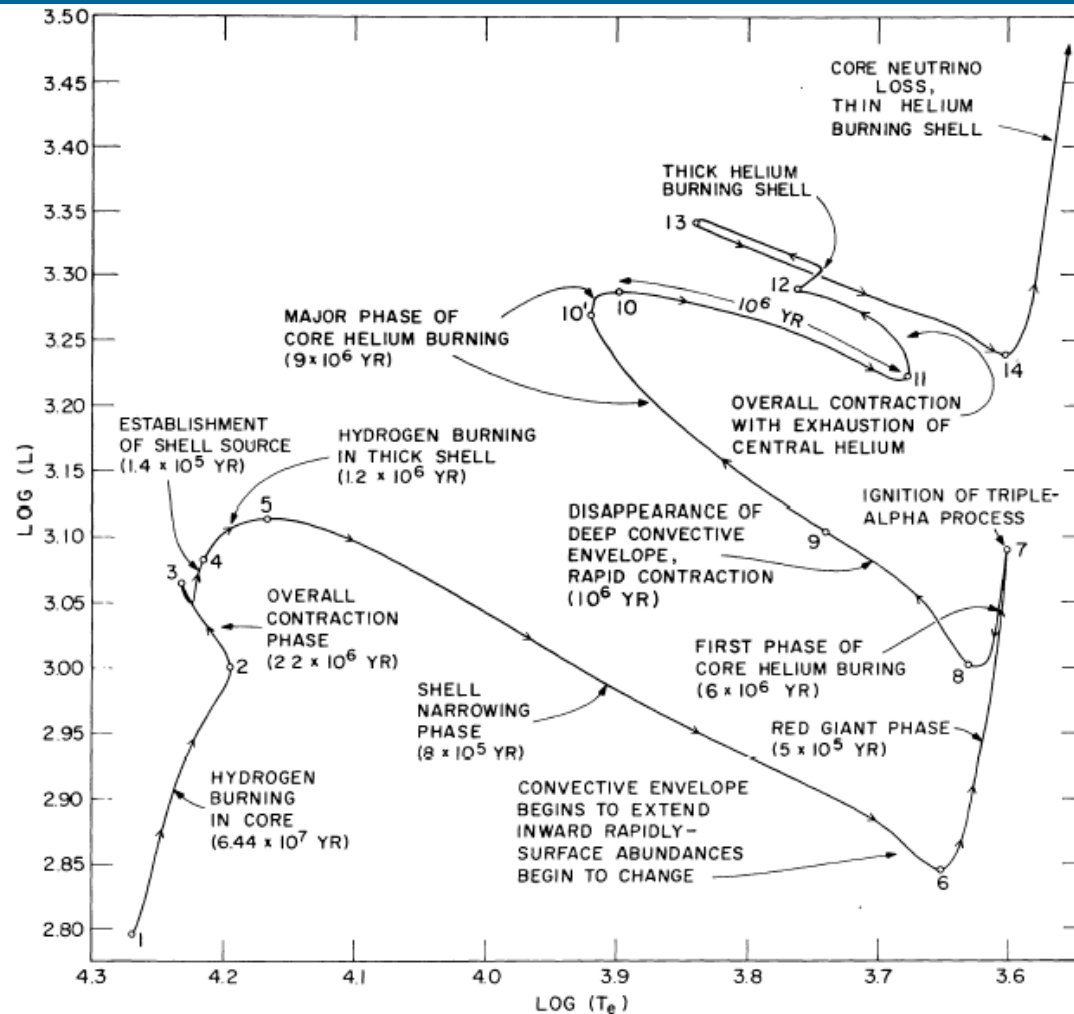 3.50
3.45
3.40
3.35
3.30
3.25
3.20
3.15
3.10
3.05
3.00
2.95
2.90
2.85
2.80
LOG (L)
CORE NEUTRINO
LOSS,
THIN HELIUM
BURNING SHELL
THICK HELIUM
BURNING SHELL
13
12
10'
10
10⁶ YR
11
14
MAJOR PHASE OF
CORE HELIUM BURNING
(9 x 10⁶ YR)
OVERALL CONTRACTION
WITH EXHAUSTION OF
CENTRAL HELIUM
ESTABLISHMENT
OF SHELL SOURCE
(1.4 x 10⁵ YR)
HYDROGEN BURNING
IN THICK SHELL
(1.2 x 10⁶ YR)
5
4
3
IGNITION OF TRIPLE-
ALPHA PROCESS
7
DISAPPEARANCE OF
DEEP CONVECTIVE
ENVELOPE,
RAPID CONTRACTION
(10⁶ YR)
9
OVERALL
CONTRACTION
PHASE
(2.2 x 10⁶ YR)
2
FIRST PHASE OF
CORE HELIUM BURING
(6 x 10⁶ YR)
8
SHELL
NARROWING
PHASE
(8 x 10⁵ YR)
RED GIANT PHASE
(5 x 10⁵ YR)
HYDROGEN
BURNING
IN CORE
(6.44 x 10⁷ YR)
CONVECTIVE ENVELOPE
BEGINS TO EXTEND
INWARD RAPIDLY-
SURFACE ABUNDANCES
BEGIN TO CHANGE
6
1
4.3 4.2 4.1 4.0 3.9 3.8 3.7 3.6
LOG (Tₑ)